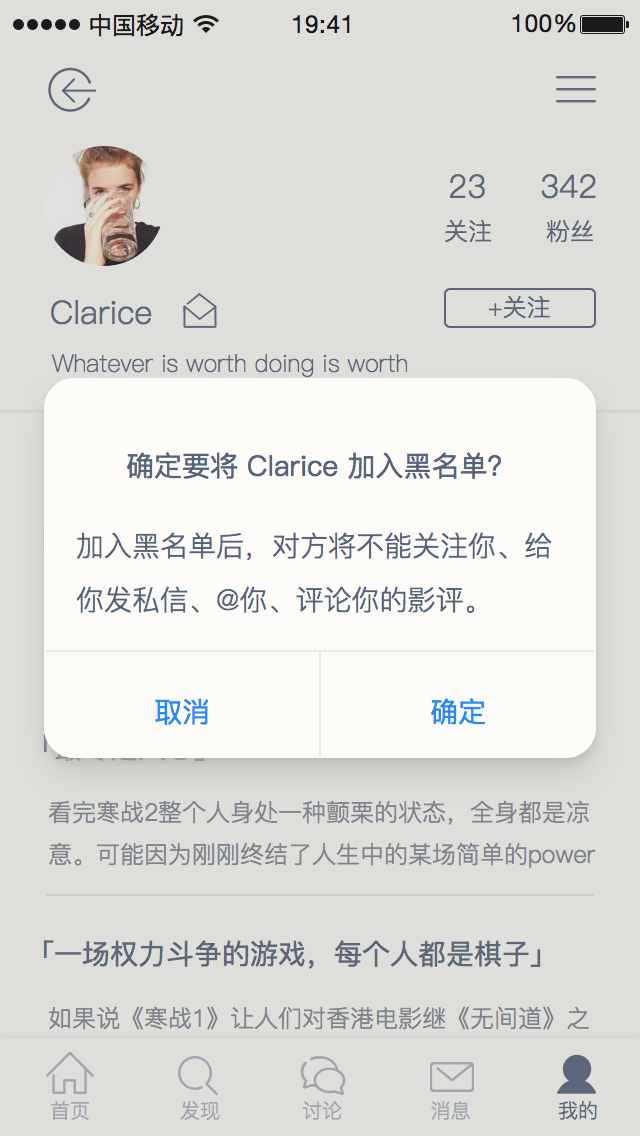 中国移动 19:41 100%
23 342
关注 粉丝
Clarice +关注
Whatever is worth doing is worth
确定要将 Clarice 加入黑名单?
加入黑名单后，对方将不能关注你、给
你发私信、@你、评论你的影评。
取消 确定
看完寒战2整个人身处一种颤栗的状态，全身都是凉
意。可能因为刚刚终结了人生中的某场简单的power
「一场权力斗争的游戏，每个人都是棋子」
如果说《寒战1》让人们对香港电影继《无间道》之
首页 发现 讨论 消息 我的